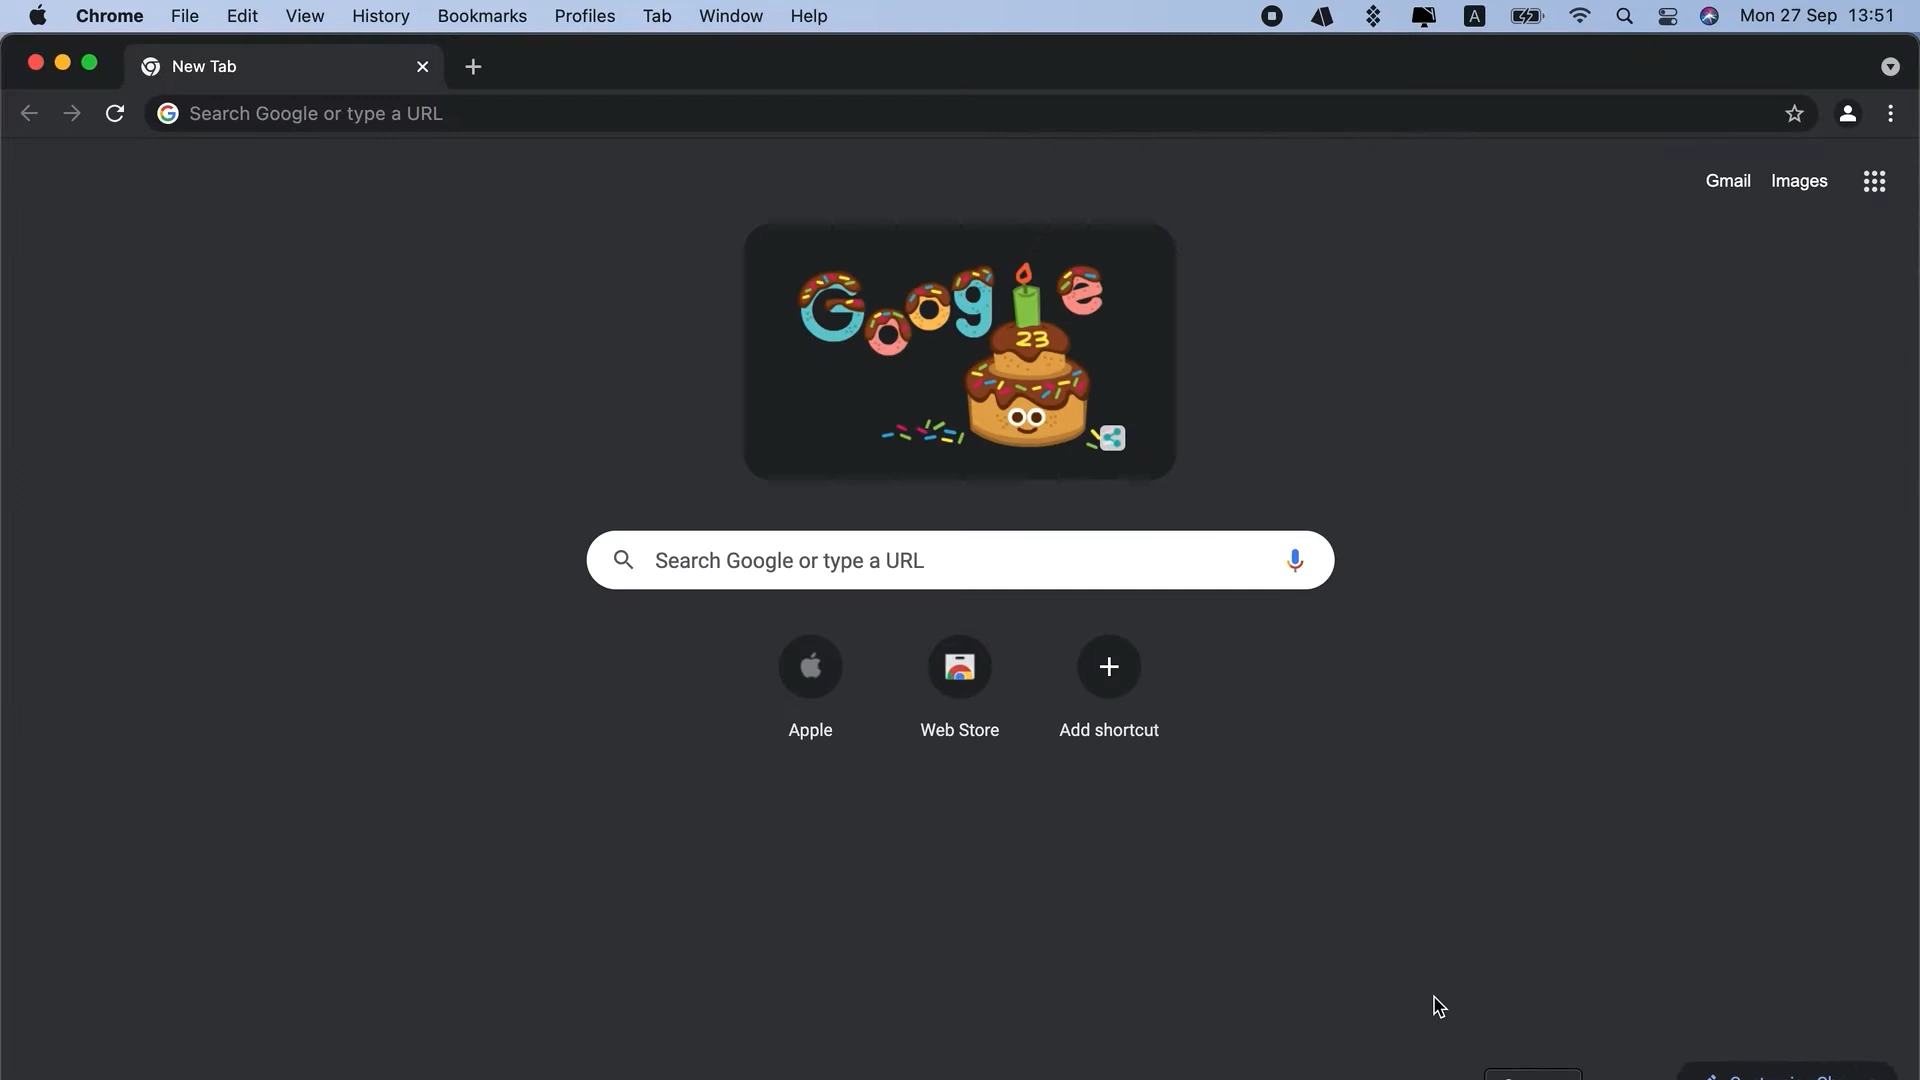 Chrome File Edit View History Bookmarks Profiles Tab Window Help A Mon 27 Sep 13:51
New Tab
Search Google or type a URL
Gmail Images
Google
23
Search Google or type a URL
Apple Web Store Add shortcut